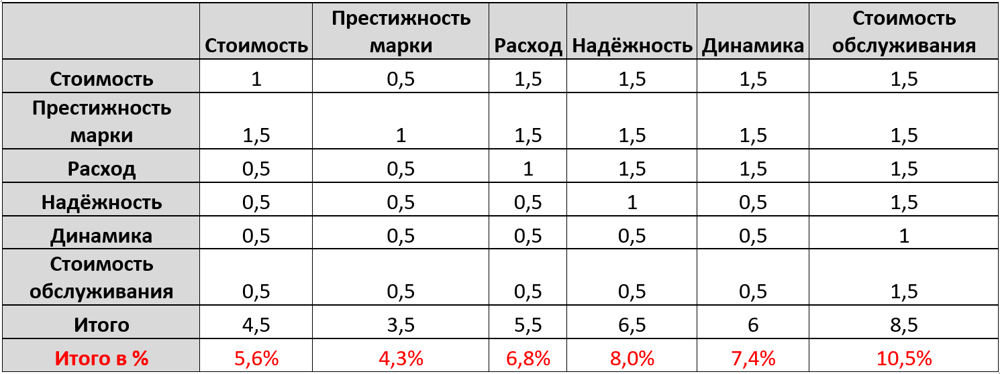 Стоимость Престижность марки Расход Надёжность Динамика Стоимость обслуживания
Стоимость 1 0,5 1,5 1,5 1,5 1,5
Престижность марки 1,5 1 1,5 1,5 1,5 1,5
Расход 0,5 0,5 1 1,5 1,5 1,5
Надёжность 0,5 0,5 0,5 1 0,5 1,5
Динамика 0,5 0,5 0,5 0,5 0,5 1
Стоимость обслуживания 0,5 0,5 0,5 0,5 0,5 1,5
Итого 4,5 3,5 5,5 6,5 6 8,5
Итого в % 5,6% 4,3% 6,8% 8,0% 7,4% 10,5%